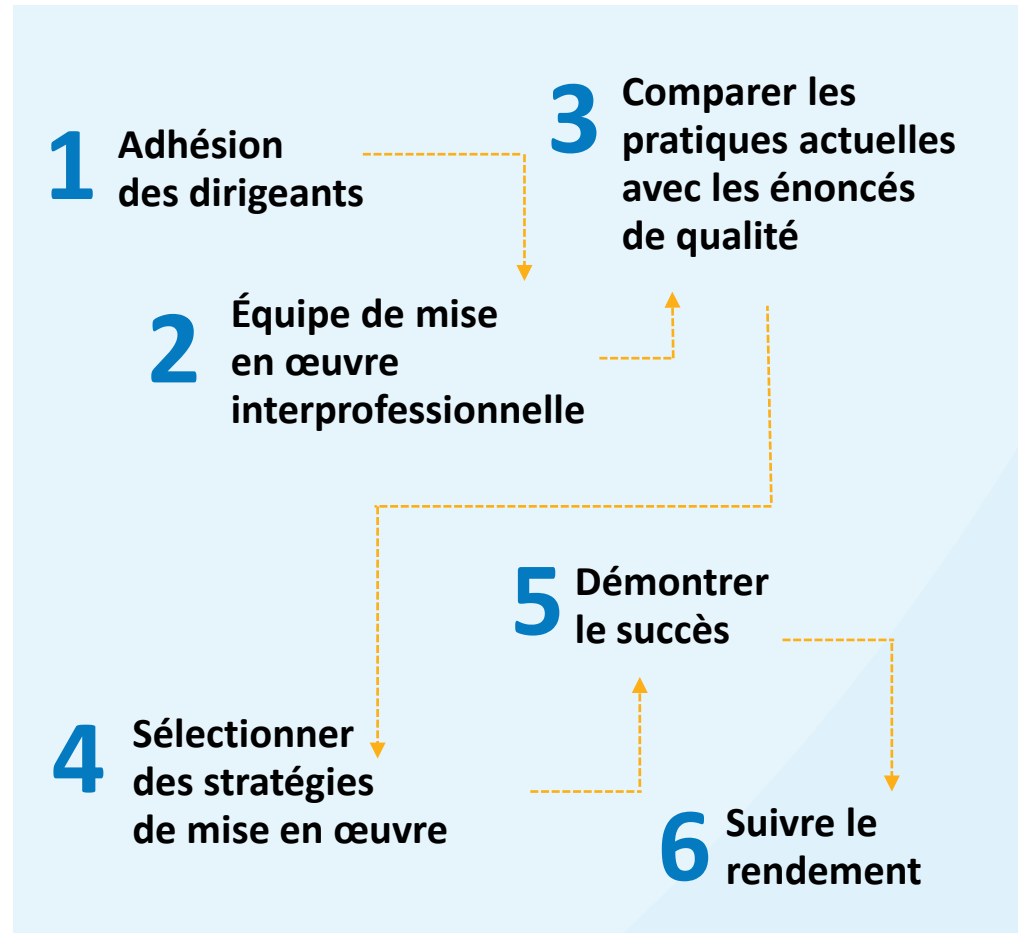 1 Adhésion
des dirigeants
2 Équipe de mise
en œuvre
interprofessionnelle
3 Comparer les
pratiques actuelles
avec les énoncés
de qualité
4 Sélectionner
des stratégies
de mise en œuvre
5 Démontrer
le succès
6 Suivre le
rendement